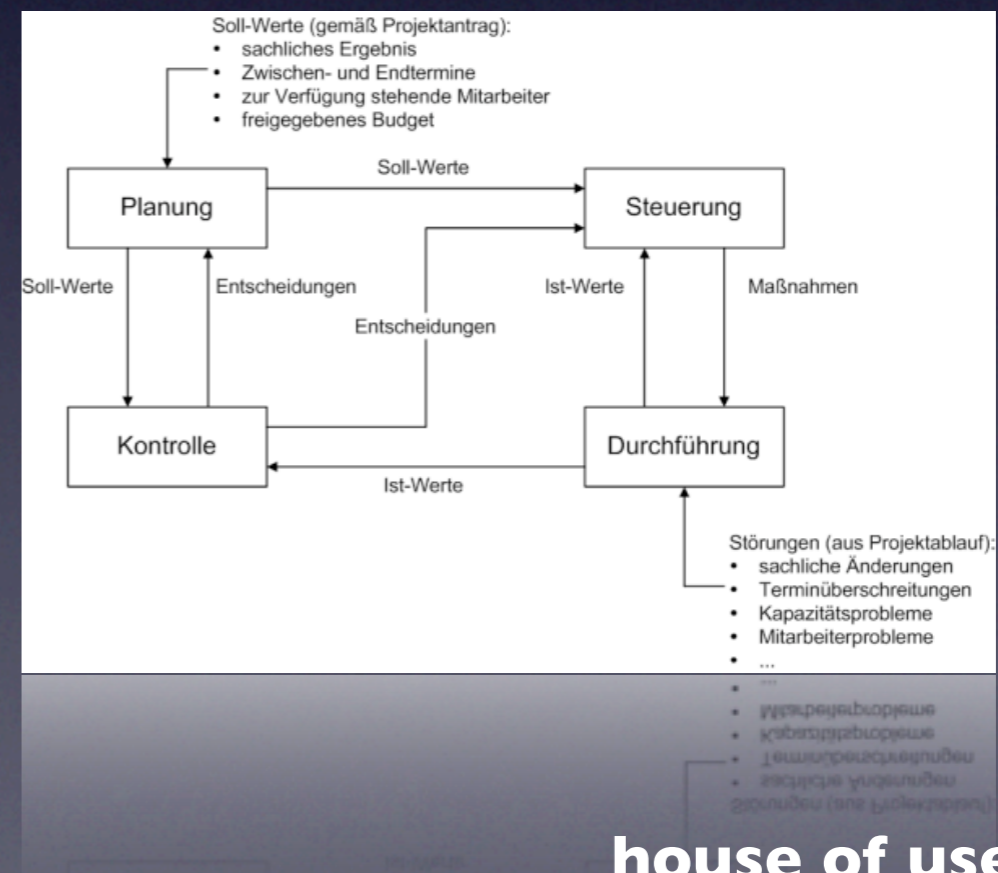 Soll-Werte (gemäß Projektantrag):
• sachliches Ergebnis
• Zwischen- und Endtermine
• zur Verfügung stehende Mitarbeiter
• freigegebenes Budget
Soll-Werte
Planung
Steuerung
Soll-Werte
Entscheidungen
Ist-Werte
Maßnahmen
Entscheidungen
Kontrolle
Durchführung
Ist-Werte
Störungen (aus Projektablauf):
• sachliche Änderungen
• Terminüberschreitungen
• Kapazitätsprobleme
• Mitarbeiterprobleme
• ...
house of use